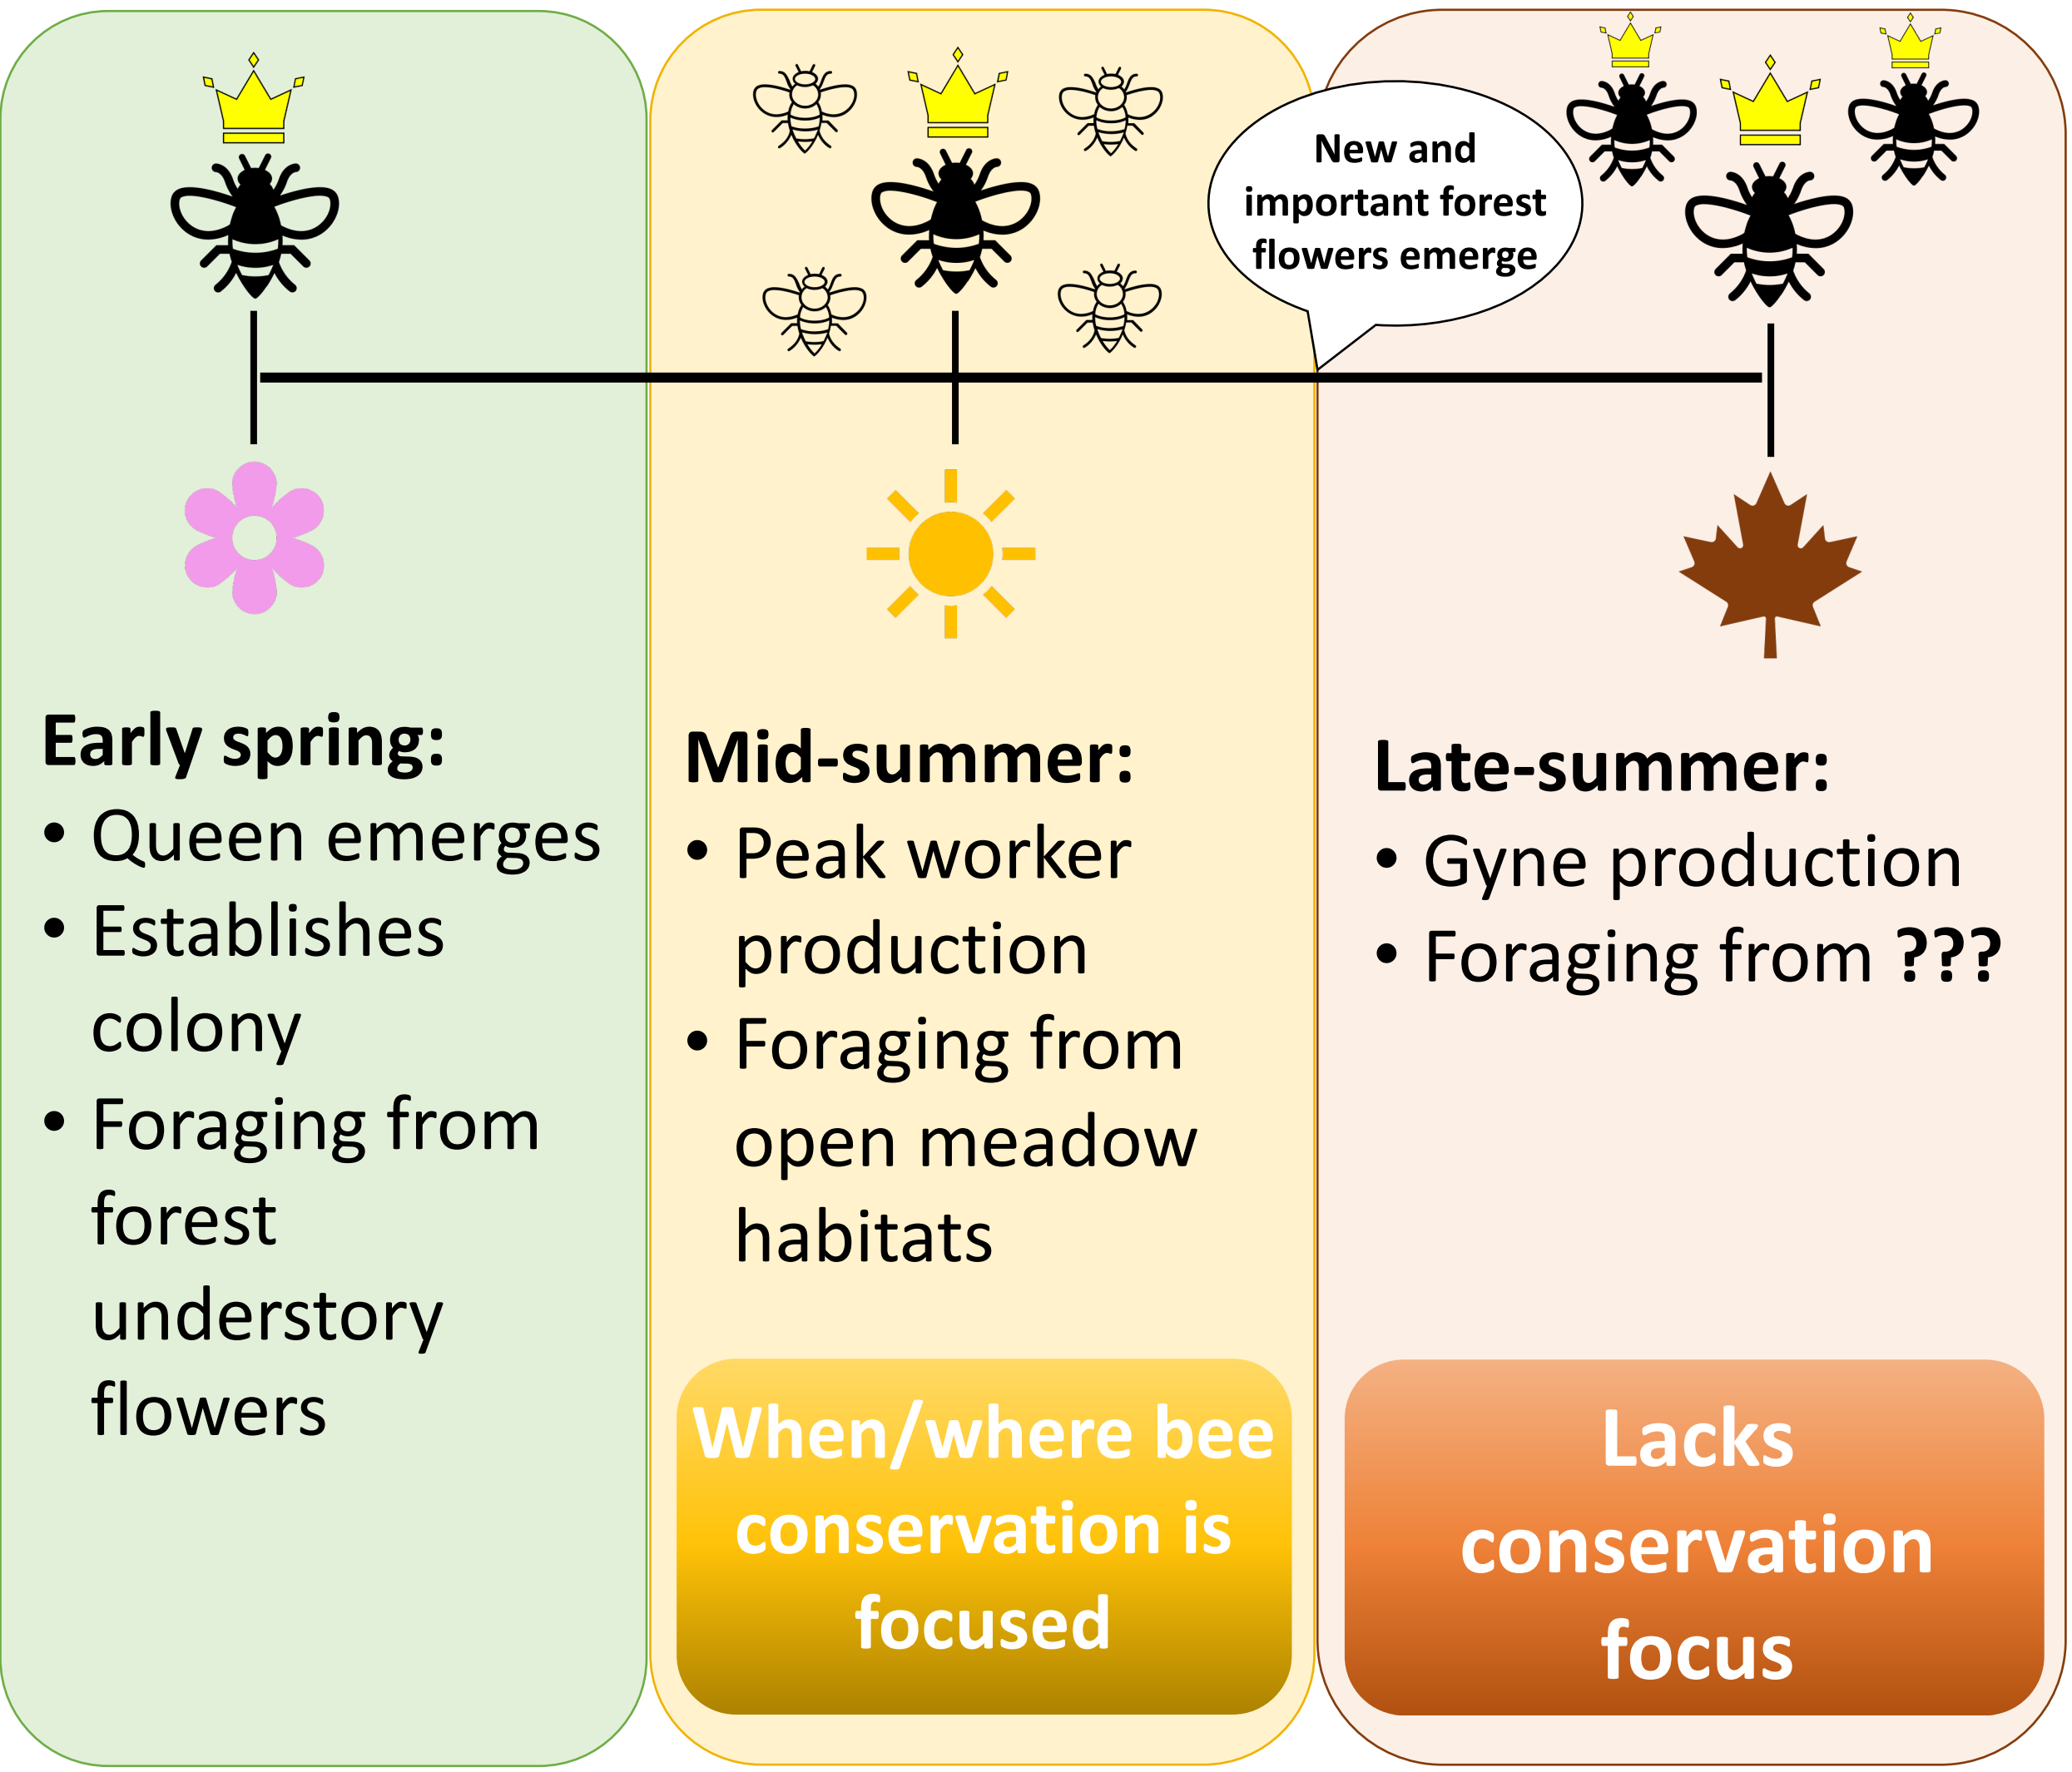 New and
important forest
flowers emerge
Early spring:
• Queen emerges
• Establishes
colony
• Foraging from
forest
understory
flowers
Mid-summer:
• Peak worker
production
• Foraging from
open meadow
habitats
When/where bee
conservation is
focused
Late-summer:
• Gyne production
• Foraging from ???
Lacks
conservation
focus